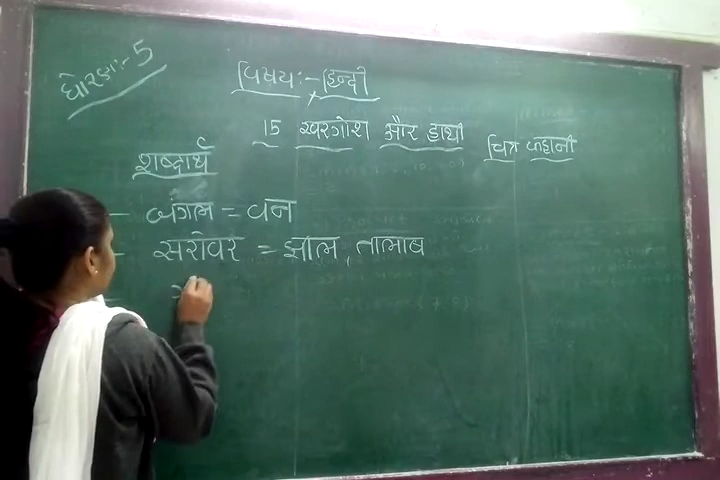 धोरण:- 5
विषय:- हिन्दी
15 खरगोश और हाथी
चित्र कहानी
शब्दार्थ
- जंगल = वन
- सरोवर = झील, तालाब